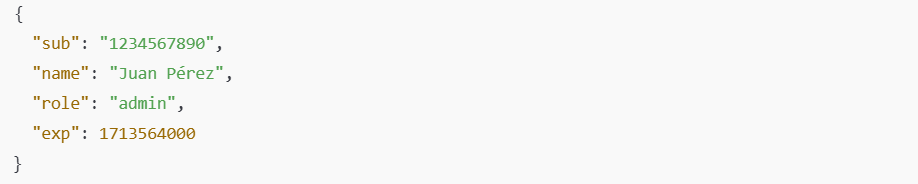 {
  "sub": "1234567890",
  "name": "Juan Pérez",
  "role": "admin",
  "exp": 1713564000
}